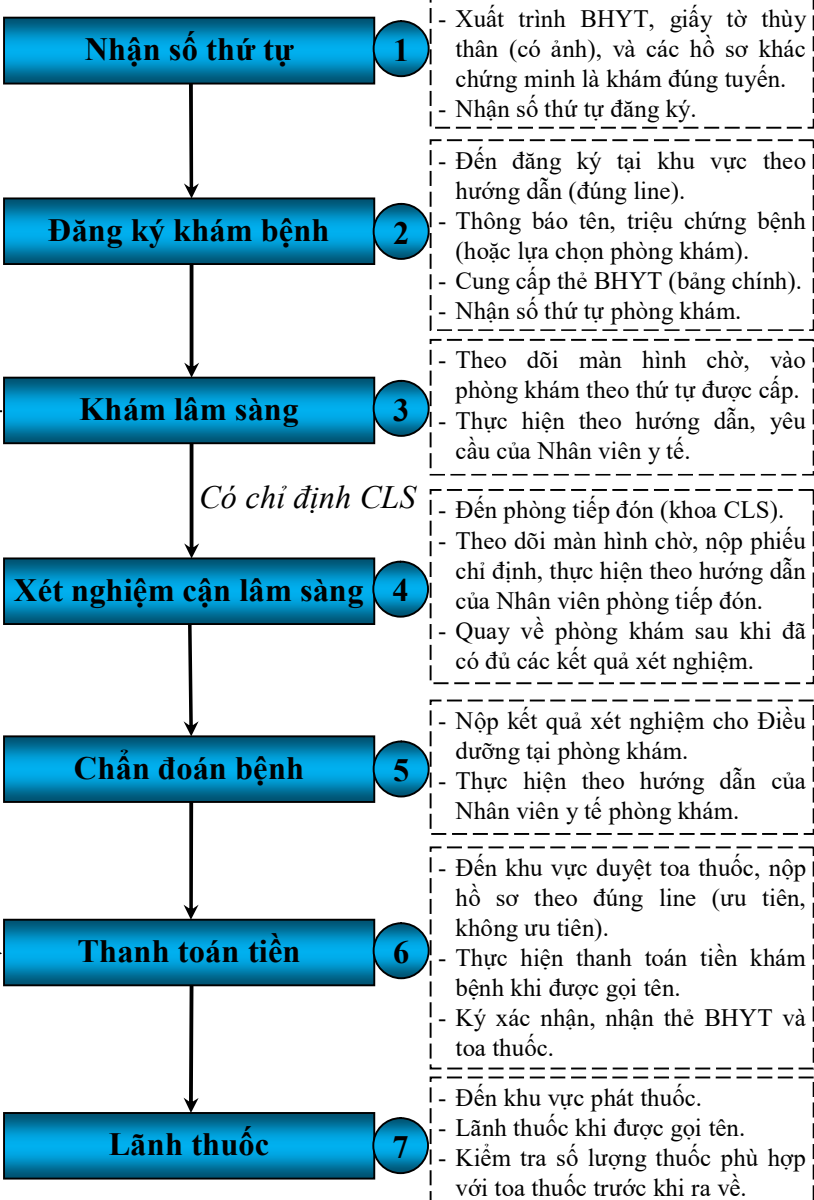 Nhận số thứ tự
1
- Xuất trình BHYT, giấy tờ thùy
thân (có ảnh), và các hồ sơ khác
chứng minh là khám đúng tuyến.
- Nhận số thứ tự đăng ký.
Đăng ký khám bệnh
2
- Đến đăng ký tại khu vực theo
hướng dẫn (đúng line).
- Thông báo tên, triệu chứng bệnh
(hoặc lựa chọn phòng khám).
- Cung cấp thẻ BHYT (bảng chính).
- Nhận số thứ tự phòng khám.
Khám lâm sàng
3
- Theo dõi màn hình chờ, vào
phòng khám theo thứ tự được cấp.
- Thực hiện theo hướng dẫn, yêu
cầu của Nhân viên y tế.
Có chỉ định CLS
Xét nghiệm cận lâm sàng
4
- Đến phòng tiếp đón (khoa CLS).
- Theo dõi màn hình chờ, nộp phiếu
chỉ định, thực hiện theo hướng dẫn
của Nhân viên phòng tiếp đón.
- Quay về phòng khám sau khi đã
có đủ các kết quả xét nghiệm.
Chẩn đoán bệnh
5
- Nộp kết quả xét nghiệm cho Điều
dưỡng tại phòng khám.
- Thực hiện theo hướng dẫn của
Nhân viên y tế phòng khám.
Thanh toán tiền
6
- Đến khu vực duyệt toa thuốc, nộp
hồ sơ theo đúng line (ưu tiên,
không ưu tiên).
- Thực hiện thanh toán tiền khám
bệnh khi được gọi tên.
- Ký xác nhận, nhận thẻ BHYT và
toa thuốc.
Lãnh thuốc
7
- Đến khu vực phát thuốc.
- Lãnh thuốc khi được gọi tên.
- Kiểm tra số lượng thuốc phù hợp
với toa thuốc trước khi ra về.